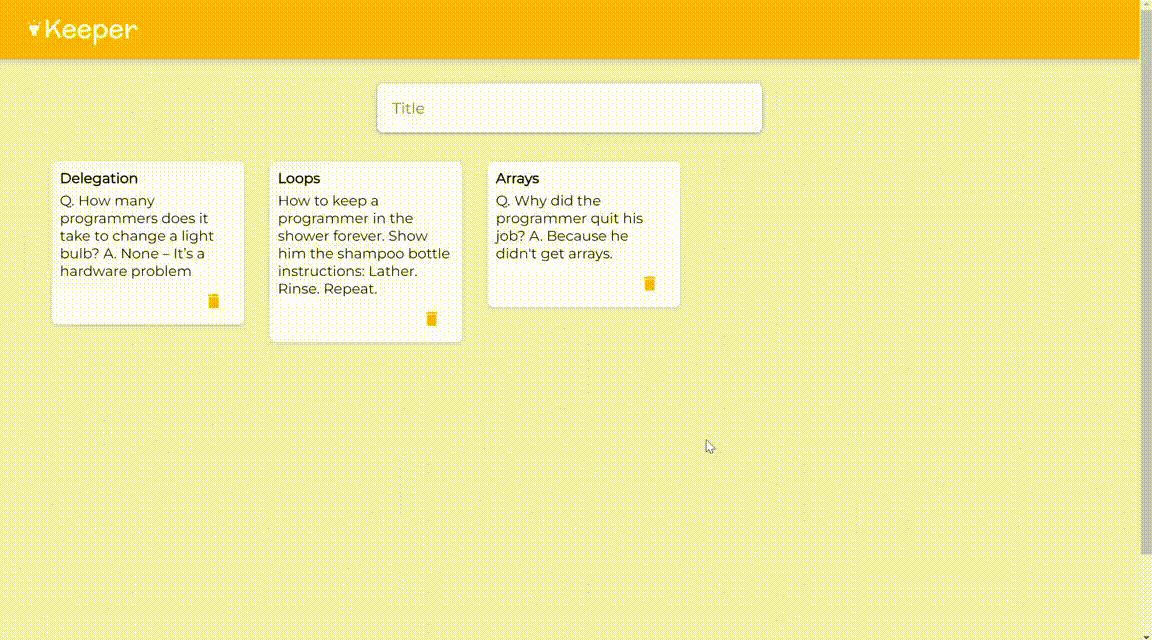 Keeper
Title
Delegation
Q. How many
programmers does it
take to change a light
bulb? A. None – It’s a
hardware problem
Loops
How to keep a
programmer in the
shower forever. Show
him the shampoo bottle
instructions: Lather.
Rinse. Repeat.
Arrays
Q. Why did the
programmer quit his
job? A. Because he
didn't get arrays.